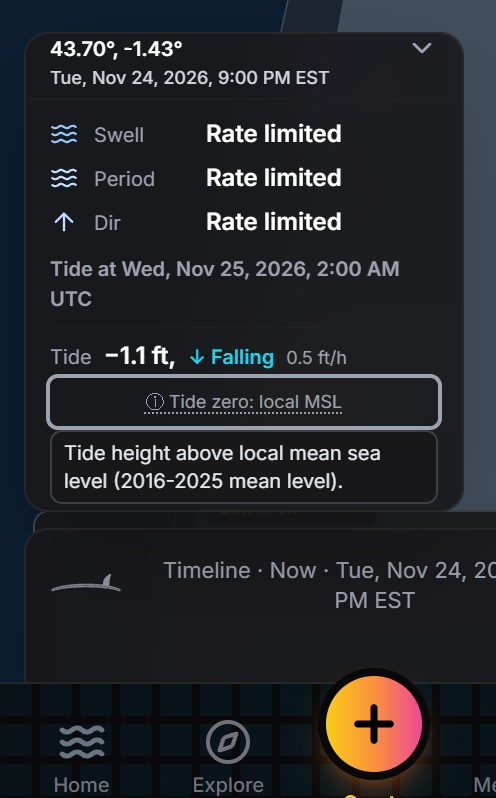 43.70°, -1.43°
Tue, Nov 24, 2026, 9:00 PM EST
Swell Rate limited
Period Rate limited
Dir Rate limited
Tide at Wed, Nov 25, 2026, 2:00 AM
UTC
Tide −1.1 ft, ↓ Falling 0.5 ft/h
ⓘ Tide zero: local MSL
Tide height above local mean sea
level (2016-2025 mean level).
Timeline · Now · Tue, Nov 24, 20
PM EST
Home Explore